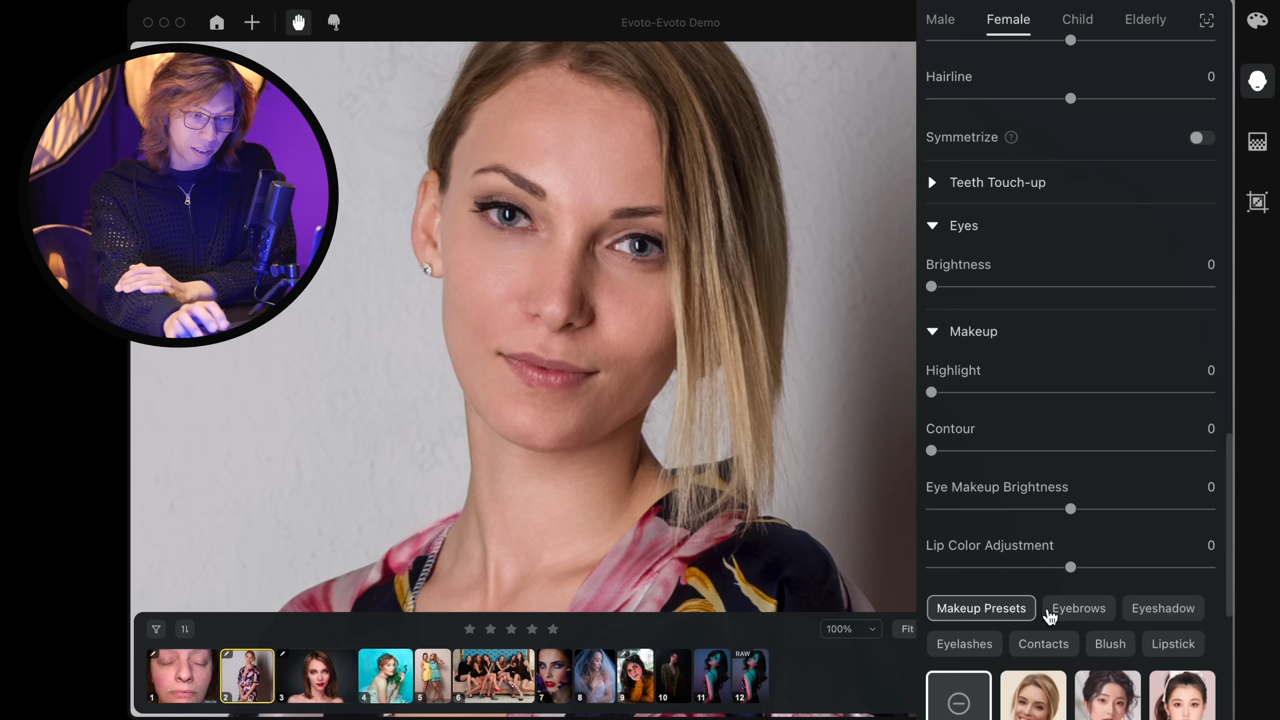 Evoto-Evoto Demo
Male Female Child Elderly
Hairline 0
Symmetrize ?
Teeth Touch-up
Eyes
Brightness 0
Makeup
Highlight 0
Contour 0
Eye Makeup Brightness 0
Lip Color Adjustment 0
Makeup Presets Eyebrows Eyeshadow
Eyelashes Contacts Blush Lipstick
100% Fit
RAW
1 2 3 4 5 6 7 8 9 10 11 12